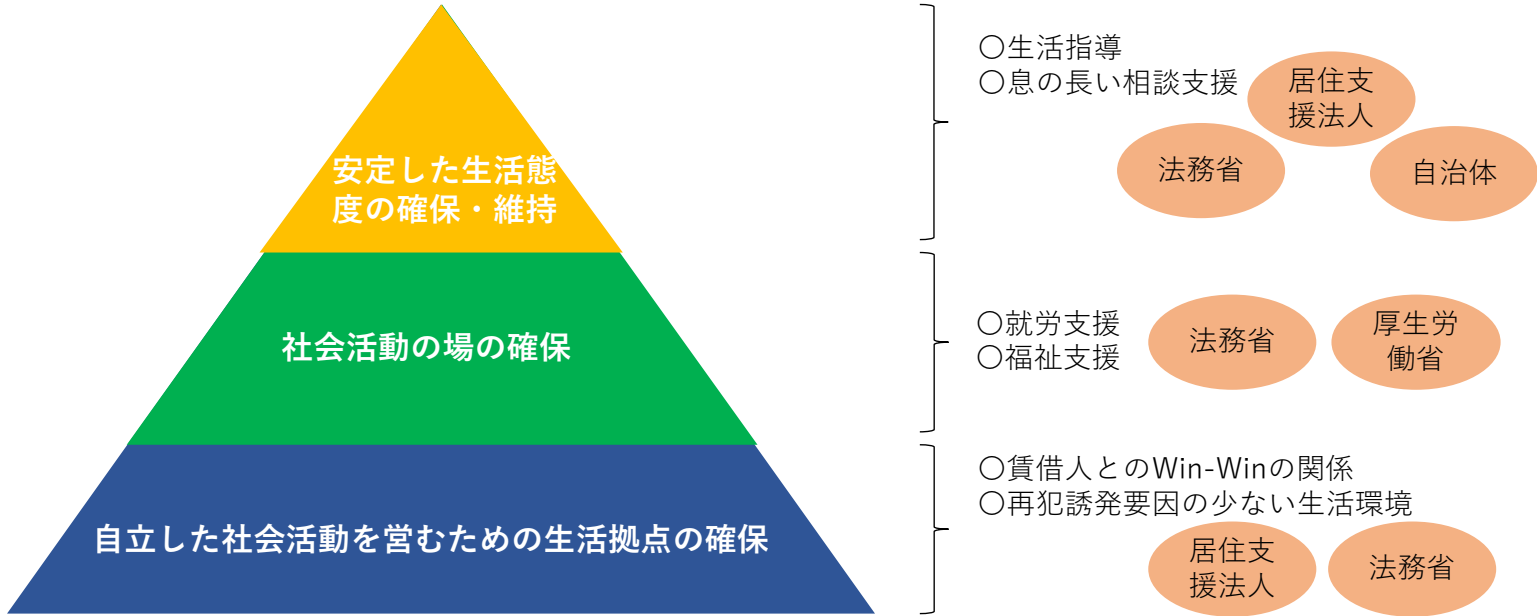 安定した生活態
度の確保・維持
〇生活指導
〇息の長い相談支援
居住支
援法人
法務省
自治体
社会活動の場の確保
〇就労支援
〇福祉支援
法務省
厚生労
働省
自立した社会活動を営むための生活拠点の確保
〇賃借人とのWin-Winの関係
〇再犯誘発要因の少ない生活環境
居住支
援法人
法務省